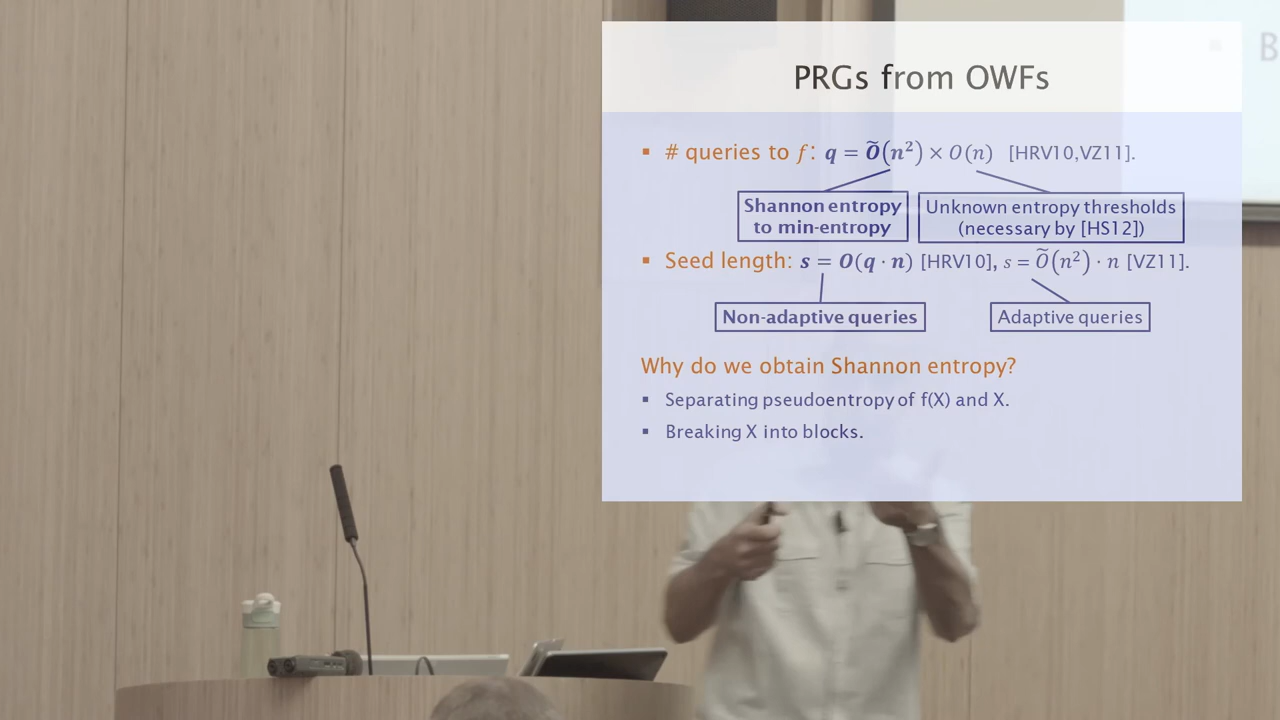 B
PRGs from OWFs
▪ # queries to f: q = Õ(n²) × O(n) [HRV10,VZ11].
Shannon entropy
to min-entropy
Unknown entropy thresholds
(necessary by [HS12])
▪ Seed length: s = O(q · n) [HRV10], s = Õ(n²) · n [VZ11].
Non-adaptive queries
Adaptive queries
Why do we obtain Shannon entropy?
▪ Separating pseudoentropy of f(X) and X.
▪ Breaking X into blocks.